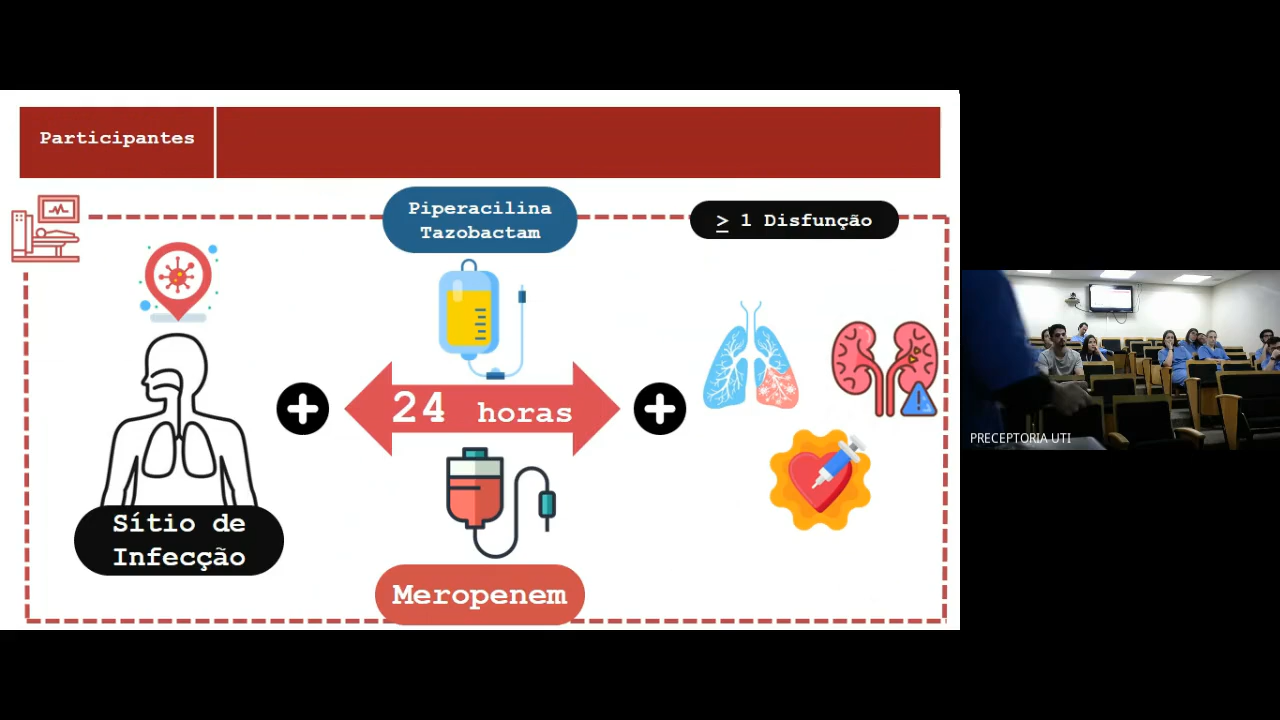 Participantes
Piperacilina
Tazobactam
≥ 1 Disfunção
24 horas
Sítio de
Infecção
Meropenem
PRECEPTORIA UTI